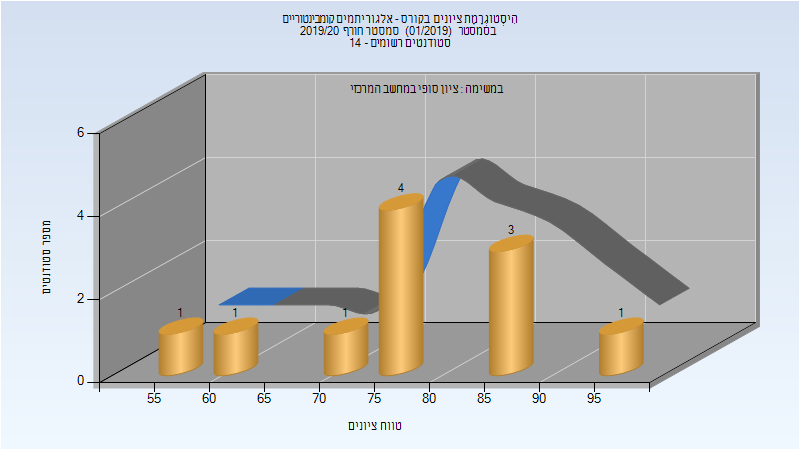 היסטוגרמת ציונים בקורס - אלגוריתמים קומבינטוריים
בסמסטר (01/2019) סמסטר חורף 2019/20
סטודנטים רשומים - 14
במשימה : ציון סופי במחשב המרכזי
מספר סטודנטים
6
4
2
0
1
1
1
4
3
1
55 60 65 70 75 80 85 90 95
טווח ציונים